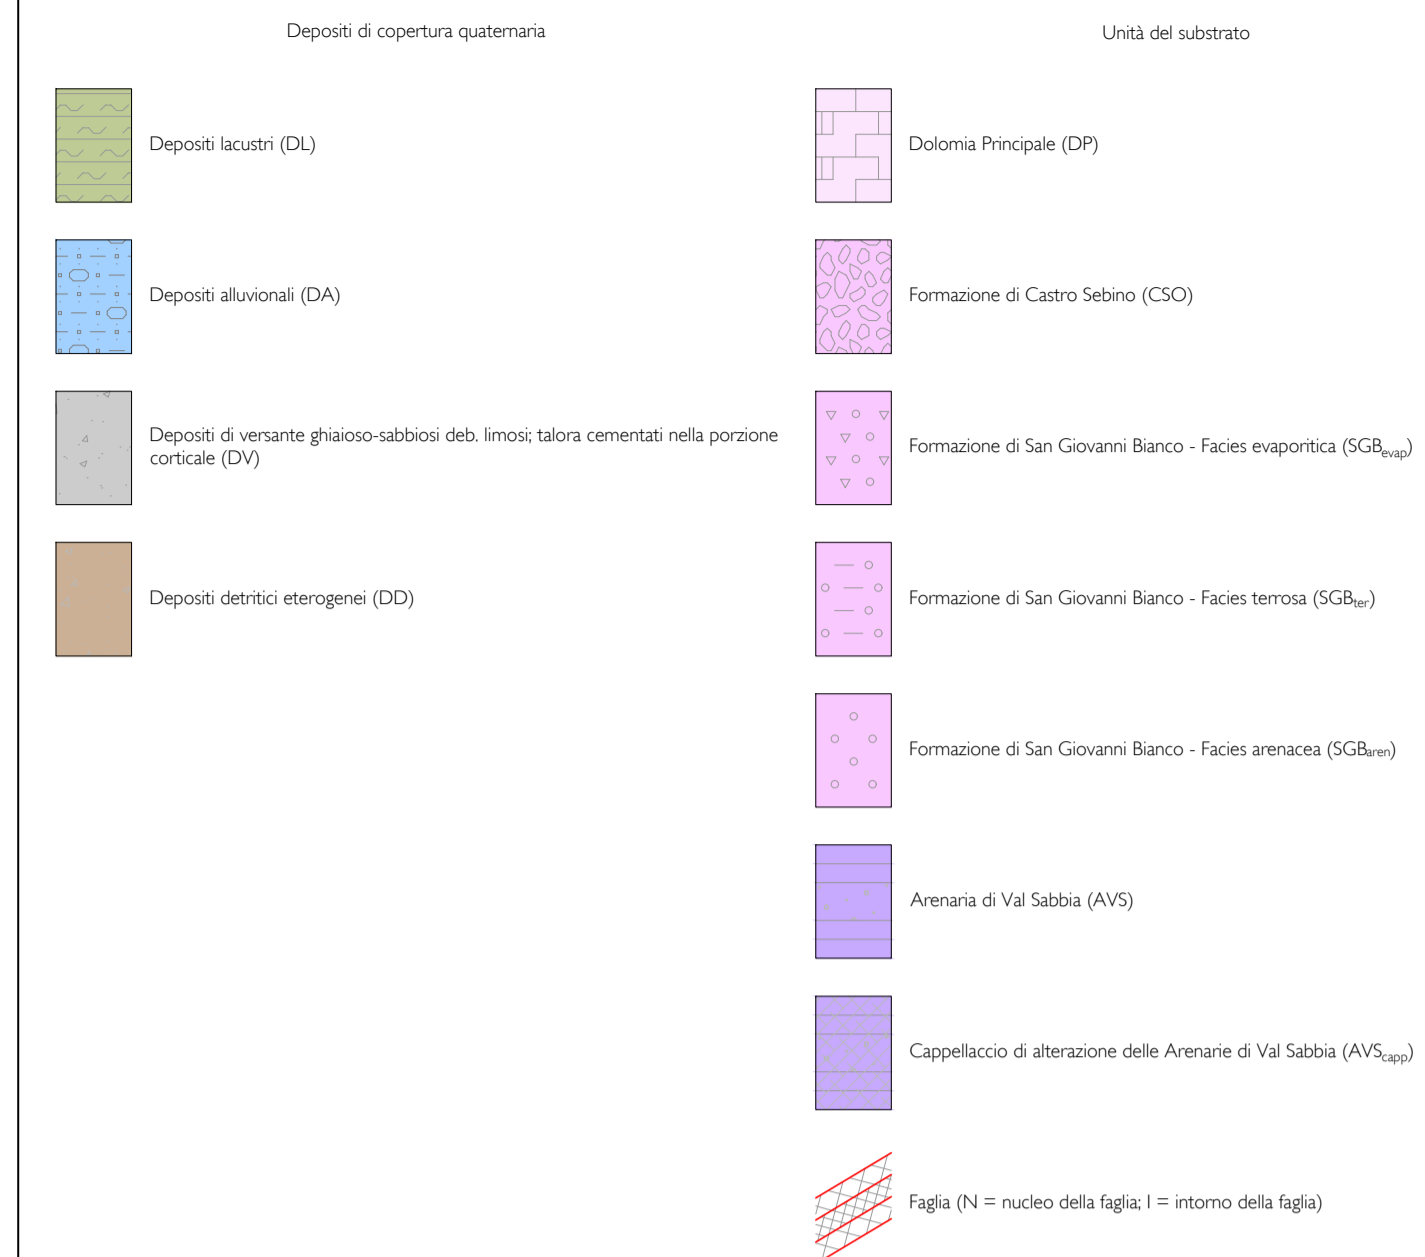 Depositi di copertura quaternaria
Depositi lacustri (DL)
Depositi alluvionali (DA)
Depositi di versante ghiaioso-sabbiosi deb. limosi; talora cementati nella porzione
corticale (DV)
Depositi detritici eterogenei (DD)
Unità del substrato
Dolomia Principale (DP)
Formazione di Castro Sebino (CSO)
Formazione di San Giovanni Bianco - Facies evaporitica (SGBevap)
Formazione di San Giovanni Bianco - Facies terrosa (SGBter)
Formazione di San Giovanni Bianco - Facies arenacea (SGBaren)
Arenaria di Val Sabbia (AVS)
Cappellaccio di alterazione delle Arenarie di Val Sabbia (AVScapp)
Faglia (N = nucleo della faglia; I = intorno della faglia)